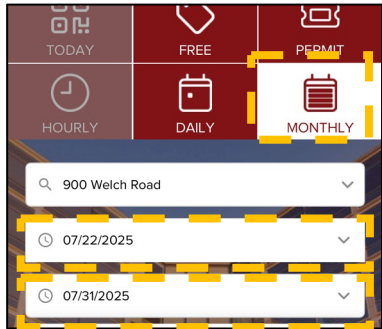 TODAY
FREE
PERMIT
HOURLY
DAILY
MONTHLY
900 Welch Road
07/22/2025
07/31/2025